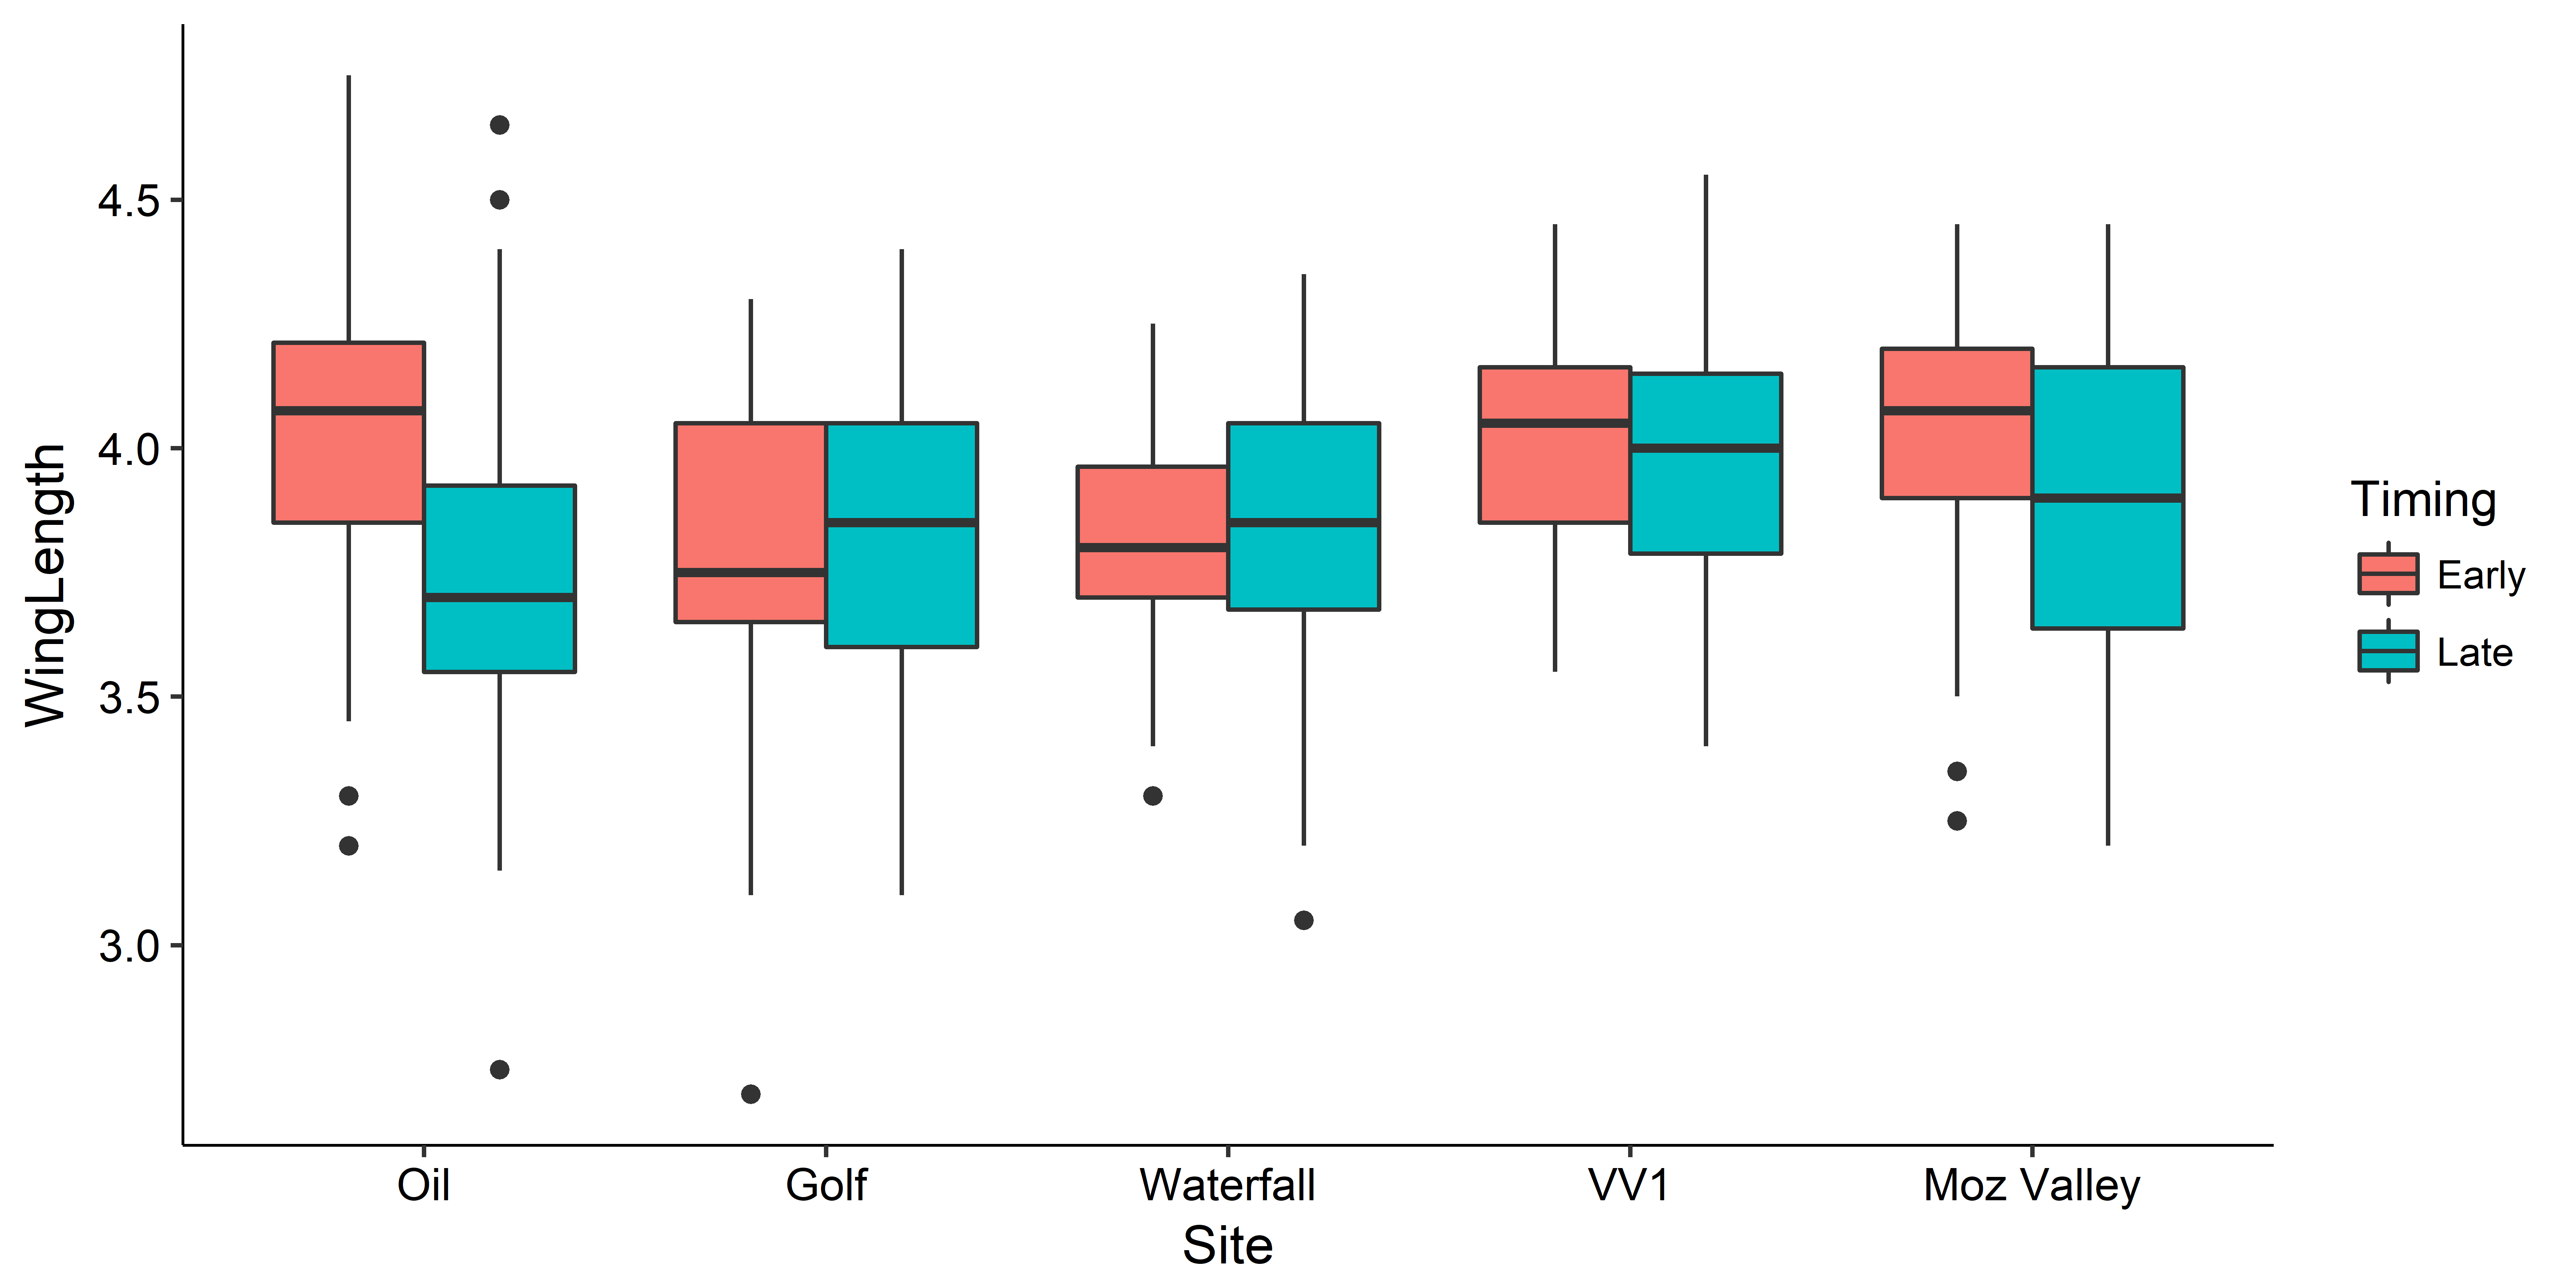 WingLength
4.5
4.0
3.5
3.0
Oil
Golf
Waterfall
VV1
Moz Valley
Site
Timing
Early
Late